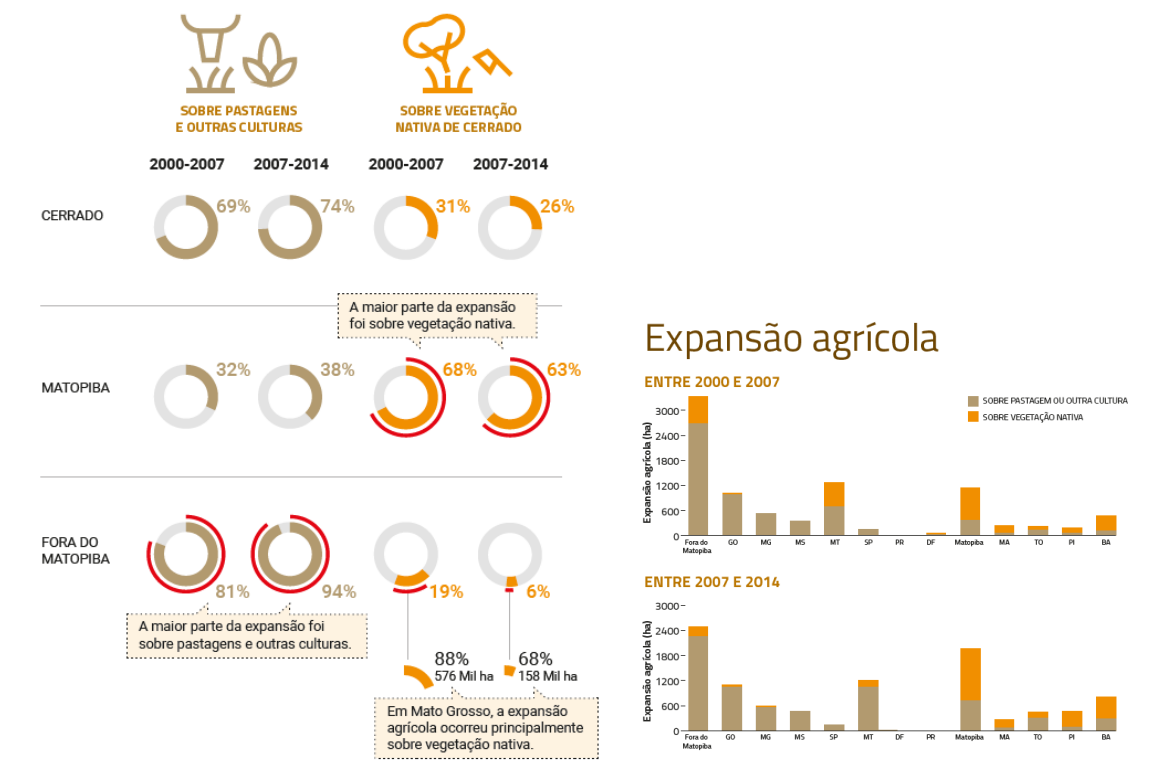 SOBRE PASTAGENS
E OUTRAS CULTURAS
SOBRE VEGETAÇÃO
NATIVA DE CERRADO
2000-2007
2007-2014
2000-2007
2007-2014
CERRADO
69%
74%
31%
26%
A maior parte da expansão
foi sobre vegetação nativa.
MATOPIBA
32%
38%
68%
63%
FORA DO
MATOPIBA
81%
94%
19%
6%
A maior parte da expansão foi
sobre pastagens e outras culturas.
88%
576 Mil ha
68%
158 Mil ha
Em Mato Grosso, a expansão
agrícola ocorreu principalmente
sobre vegetação nativa.
Expansão agrícola
ENTRE 2000 E 2007
SOBRE PASTAGEM OU OUTRA CULTURA
SOBRE VEGETAÇÃO NATIVA
Expansão agrícola (ha)
3000
2400
1800
1200
600
0
Fora do
Matopiba
GO
MG
MS
MT
SP
PR
DF
Matopiba
MA
TO
PI
BA
ENTRE 2007 E 2014
Expansão agrícola (ha)
3000
2400
1800
1200
600
0
Fora do
Matopiba
GO
MG
MS
SP
MT
DF
PR
Matopiba
MA
TO
PI
BA